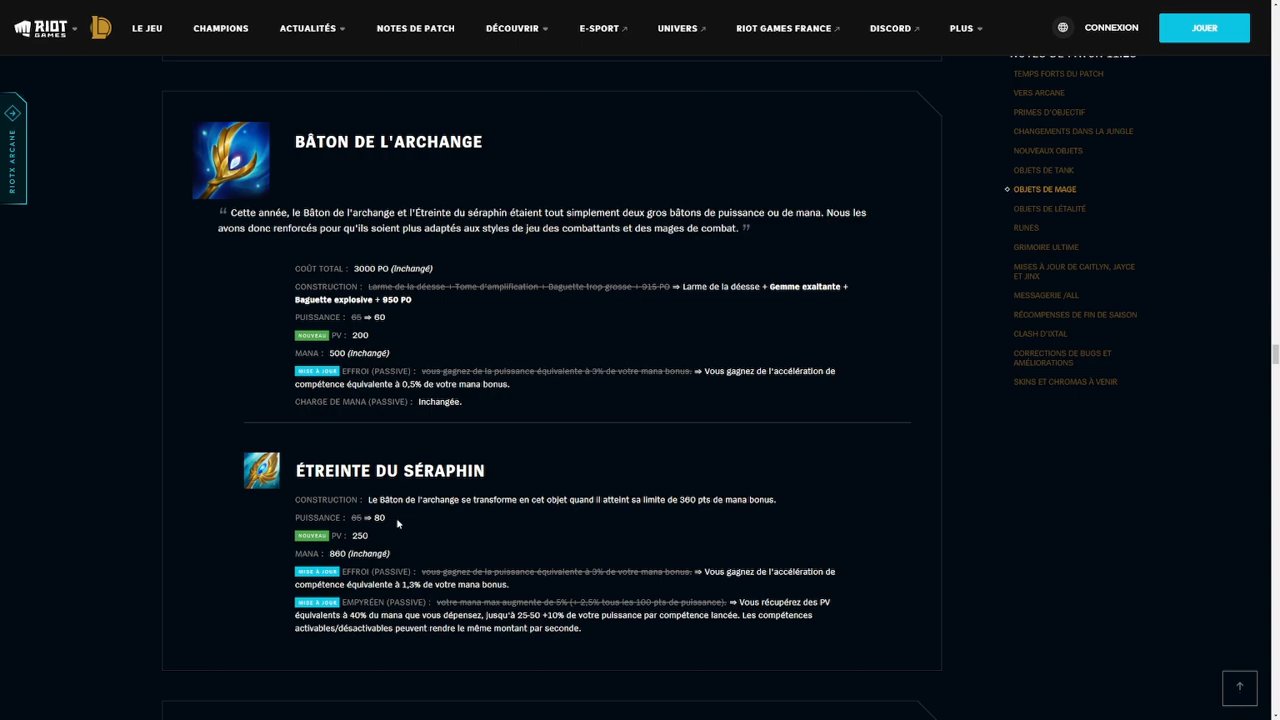 RIOT GAMES
LE JEU
CHAMPIONS
ACTUALITÉS
NOTES DE PATCH
DÉCOUVRIR
E-SPORT
UNIVERS
RIOT GAMES FRANCE
DISCORD
PLUS
CONNEXION
JOUER
RIOTX ARCANE
BÂTON DE L'ARCHANGE
“ Cette année, le Bâton de l'archange et l'Étreinte du séraphin étaient tout simplement deux gros bâtons de puissance ou de mana. Nous les
avons donc renforcés pour qu'ils soient plus adaptés aux styles de jeu des combattants et des mages de combat. ”
COÛT TOTAL : 3000 PO (inchangé)
CONSTRUCTION : Larme de la déesse + Tome d'amplification + Baguette trop grosse + 915 PO ⇒ Larme de la déesse + Gemme exaltante +
Baguette explosive + 950 PO
PUISSANCE : 65 ⇒ 60
NOUVEAU PV : 200
MANA : 500 (inchangé)
MISE À JOUR EFFROI (PASSIVE) : vous gagnez de la puissance équivalente à 3% de votre mana bonus. ⇒ Vous gagnez de l'accélération de
compétence équivalente à 0,5% de votre mana bonus.
CHARGE DE MANA (PASSIVE) : Inchangée.
ÉTREINTE DU SÉRAPHIN
CONSTRUCTION : Le Bâton de l'archange se transforme en cet objet quand il atteint sa limite de 360 pts de mana bonus.
PUISSANCE : 65 ⇒ 80
NOUVEAU PV : 250
MANA : 860 (inchangé)
MISE À JOUR EFFROI (PASSIVE) : vous gagnez de la puissance équivalente à 3% de votre mana bonus. ⇒ Vous gagnez de l'accélération de
compétence équivalente à 1,3% de votre mana bonus.
MISE À JOUR EMPYRÉEN (PASSIVE) : votre mana max augmente de 5% (+ 2,5% tous les 100 pts de puissance). ⇒ Vous récupérez des PV
équivalents à 40% du mana que vous dépensez, jusqu'à 25-50 +10% de votre puissance par compétence lancée. Les compétences
activables/désactivables peuvent rendre le même montant par seconde.
TEMPS FORTS DU PATCH
VERS ARCANE
PRIMES D'OBJECTIF
CHANGEMENTS DANS LA JUNGLE
NOUVEAUX OBJETS
OBJETS DE TANK
OBJETS DE MAGE
OBJETS DE LÉTALITÉ
RUNES
GRIMOIRE ULTIME
MISES À JOUR DE CAITLYN, JAYCE
ET JINX
MESSAGERIE /ALL
RÉCOMPENSES DE FIN DE SAISON
CLASH D'IXTAL
CORRECTIONS DE BUGS ET
AMÉLIORATIONS
SKINS ET CHROMAS À VENIR